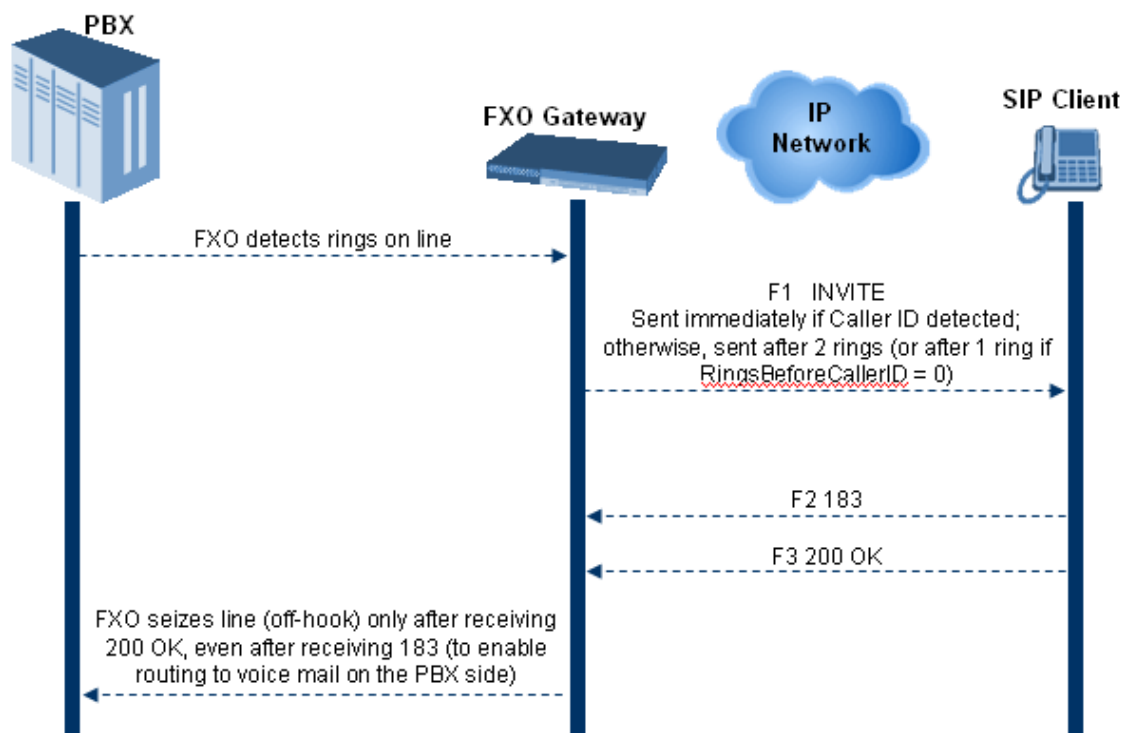 PBX
FXO Gateway
IP
Network
SIP Client
FXO detects rings on line
F1 INVITE
Sent immediately if Caller ID detected;
otherwise, sent after 2 rings (or after 1 ring if
RingsBeforeCallerID = 0)
F2 183
F3 200 OK
FXO seizes line (off-hook) only after receiving
200 OK, even after receiving 183 (to enable
routing to voice mail on the PBX side)